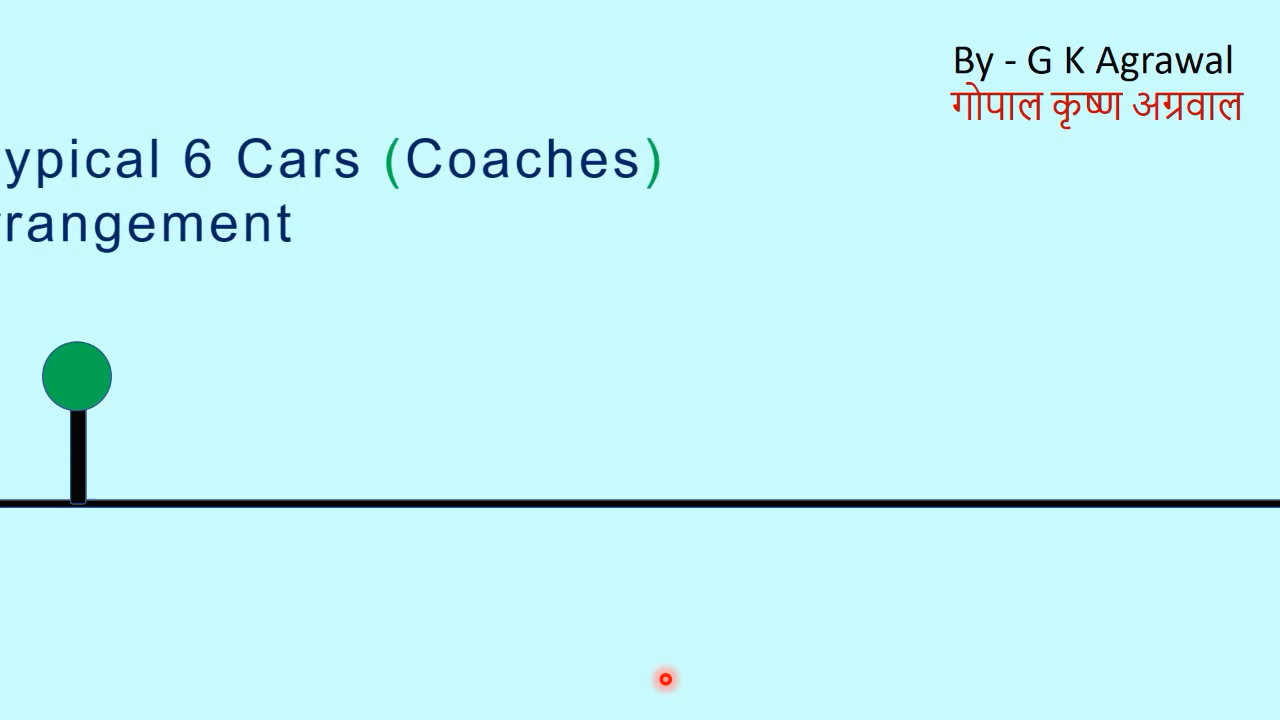 By - G K Agrawal
गोपाल कृष्ण अग्रवाल
ypical 6 Cars (Coaches)
rangement